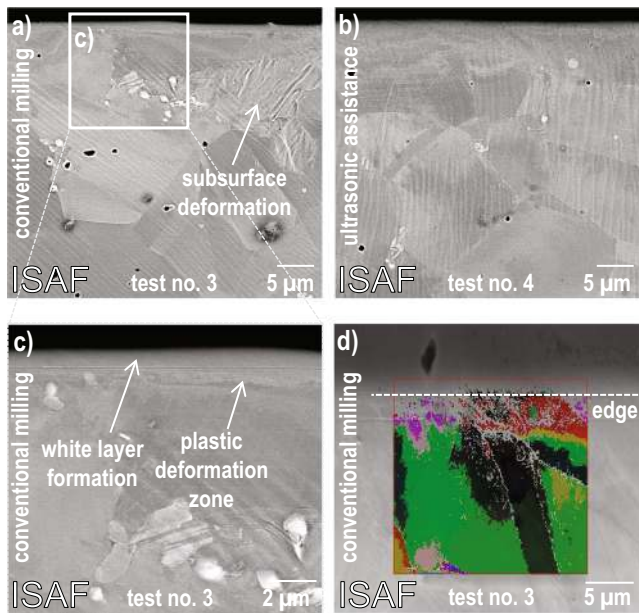 a)
c)
conventional milling
subsurface
deformation
ISAF
test no. 3
5 µm
b)
ultrasonic assistance
ISAF
test no. 4
5 µm
c)
conventional milling
white layer
formation
plastic
deformation
zone
ISAF
test no. 3
2 µm
d)
conventional milling
edge
ISAF
test no. 3
5 µm